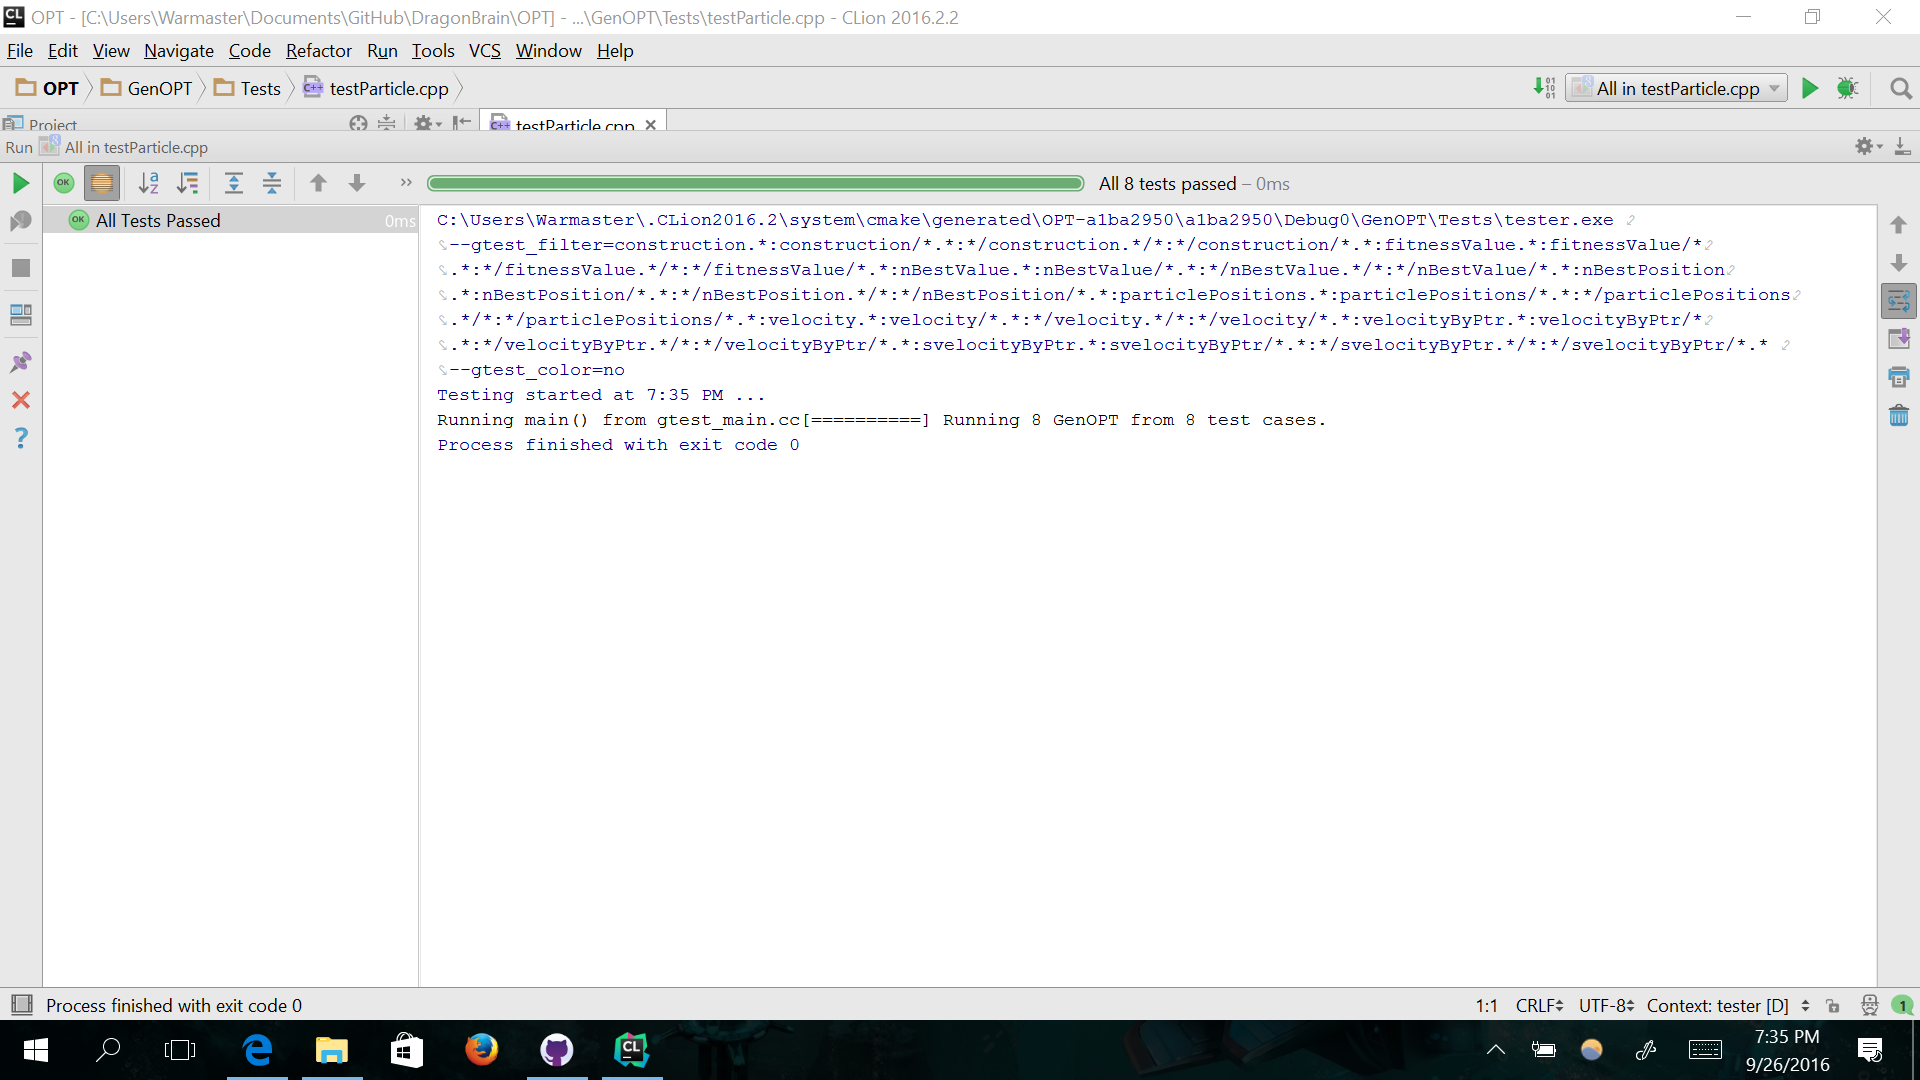 CL OPT - [C:\Users\Warmaster\Documents\GitHub\DragonBrain\OPT] - ...\GenOPT\Tests\testParticle.cpp - CLion 2016.2.2
File Edit View Navigate Code Refactor Run Tools VCS Window Help
OPT GenOPT Tests testParticle.cpp All in testParticle.cpp
Project testParticle.cpp
Run All in testParticle.cpp
All 8 tests passed – 0ms
OK All Tests Passed 0ms
C:\Users\Warmaster\.CLion2016.2\system\cmake\generated\OPT-a1ba2950\a1ba2950\Debug0\GenOPT\Tests\tester.exe
--gtest_filter=construction.*:construction/*.*:*/construction.*/*:*/construction/*.*:fitnessValue.*:fitnessValue/*
.*:*/fitnessValue.*/*:*/fitnessValue/*.*:nBestValue.*:nBestValue/*.*:*/nBestValue.*/*:*/nBestValue/*.*:nBestPosition
.*:nBestPosition/*.*:*/nBestPosition.*/*:*/nBestPosition/*.*:particlePositions.*:particlePositions/*.*:*/particlePositions
.*/*:*/particlePositions/*.*:velocity.*:velocity/*.*:*/velocity.*/*:*/velocity/*.*:velocityByPtr.*:velocityByPtr/*
.*:*/velocityByPtr.*/*:*/velocityByPtr/*.*:svelocityByPtr.*:svelocityByPtr/*.*:*/svelocityByPtr.*/*:*/svelocityByPtr/*.*
--gtest_color=no
Testing started at 7:35 PM ...
Running main() from gtest_main.cc[==========] Running 8 GenOPT from 8 test cases.
Process finished with exit code 0
Process finished with exit code 0 1:1 CRLF UTF-8 Context: tester [D] 1
CL 7:35 PM
9/26/2016